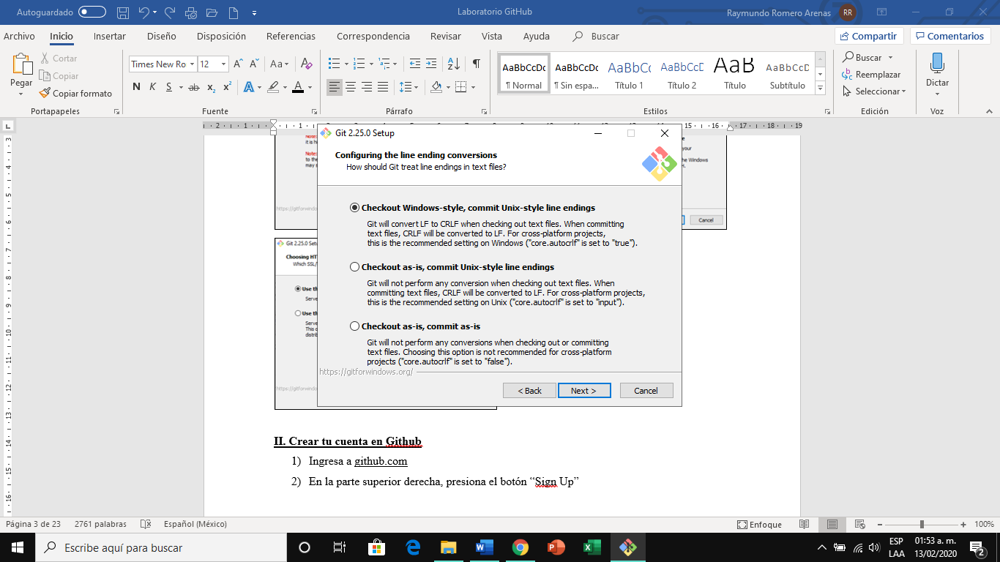 Autoguardado
Laboratorio GitHub
Raymundo Romero Arenas
RR
Archivo Inicio Insertar Diseño Disposición Referencias Correspondencia Revisar Vista Ayuda Buscar
Compartir Comentarios
Pegar
Cortar
Copiar
Copiar formato
Portapapeles
Times New Ro 12
N K S ab x₂ x²
Fuente
Párrafo
AaBbCcDc AaBbCcDc AaBbCc AaBbCcD AaB AaBbCcD
¶ Normal ¶ Sin espa... Título 1 Título 2 Título Subtítulo
Estilos
Buscar
Reemplazar
Seleccionar
Edición
Dictar
Voz
Git 2.25.0 Setup
Configuring the line ending conversions
How should Git treat line endings in text files?
Checkout Windows-style, commit Unix-style line endings
Git will convert LF to CRLF when checking out text files. When committing
text files, CRLF will be converted to LF. For cross-platform projects,
this is the recommended setting on Windows ("core.autocrlf" is set to "true").
Checkout as-is, commit Unix-style line endings
Git will not perform any conversion when checking out text files. When
committing text files, CRLF will be converted to LF. For cross-platform projects,
this is the recommended setting on Unix ("core.autocrlf" is set to "input").
Checkout as-is, commit as-is
Git will not perform any conversions when checking out or committing
text files. Choosing this option is not recommended for cross-platform
projects ("core.autocrlf" is set to "false").
https://gitforwindows.org/
< Back Next > Cancel
Cancel
Git 2.25.0 Setu
Choosing HT
Which SSL/
Use th
Serve
Use th
Serve
This o
distrib
II. Crear tu cuenta en Github
1) Ingresa a github.com
2) En la parte superior derecha, presiona el botón “Sign Up”
Página 3 de 23 2761 palabras Español (México) Enfoque 100%
Escribe aquí para buscar
ESP
LAA
01:53 a. m.
13/02/2020
2